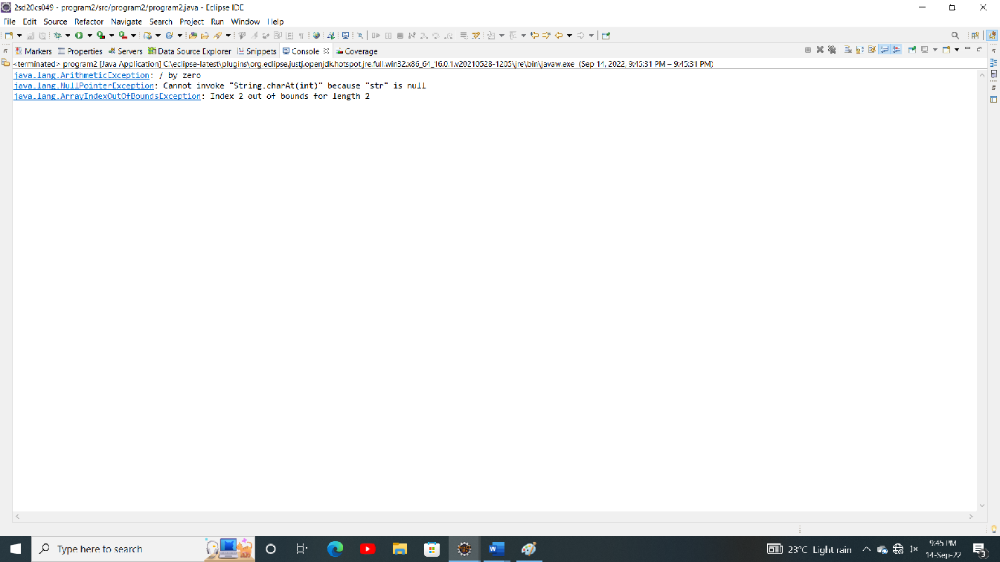 2sd20cs049 - program2/src/program2/program2.java - Eclipse IDE
File Edit Source Refactor Navigate Search Project Run Window Help
Markers Properties Servers Data Source Explorer Snippets Console Coverage
<terminated> program2 [Java Application] C:\eclipse-latest\plugins\org.eclipse.justj.openjdk.hotspot.jre.full.win32.x86_64_16.0.1.v20210528-1205\jre\bin\javaw.exe (Sep 14, 2022, 9:45:31 PM – 9:45:31 PM)
java.lang.ArithmeticException: / by zero
java.lang.NullPointerException: Cannot invoke "String.charAt(int)" because "str" is null
java.lang.ArrayIndexOutOfBoundsException: Index 2 out of bounds for length 2
Type here to search
23°C Light rain
9:45 PM
14-Sep-22
3